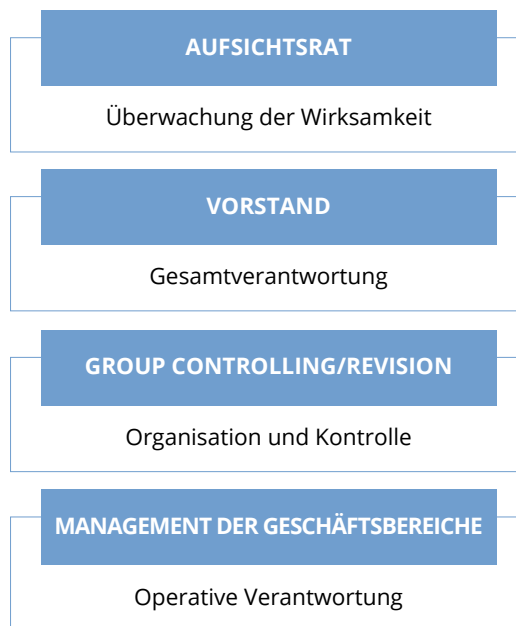 AUFSICHTSRAT
Überwachung der Wirksamkeit
VORSTAND
Gesamtverantwortung
GROUP CONTROLLING/REVISION
Organisation und Kontrolle
MANAGEMENT DER GESCHÄFTSBEREICHE
Operative Verantwortung